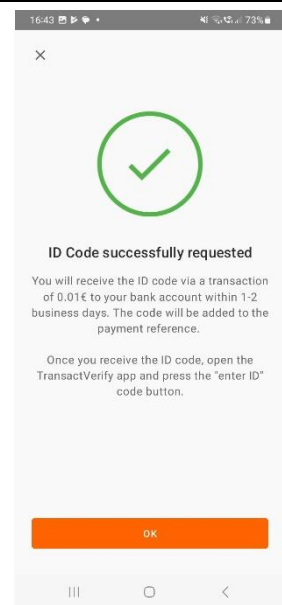 16:43 73%
ID Code successfully requested
You will receive the ID code via a transaction
of 0.01€ to your bank account within 1-2
business days. The code will be added to the
payment reference.
Once you receive the ID code, open the
TransactVerify app and press the "enter ID"
code button.
OK